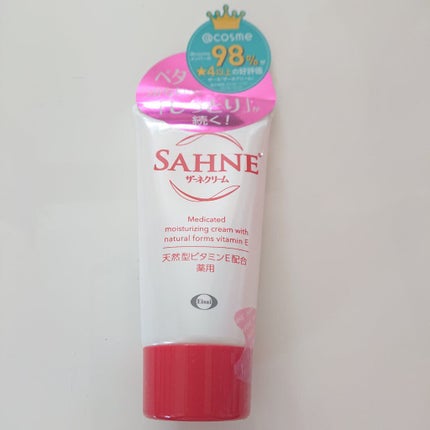 @cosme
98%が
★4以上の好評価
ベタ
しっとり
続く！
SAHNE
ザーネクリーム
Medicated
moisturizing cream with
natural forms vitamin E
天然型ビタミンE配合
薬用
Eisai